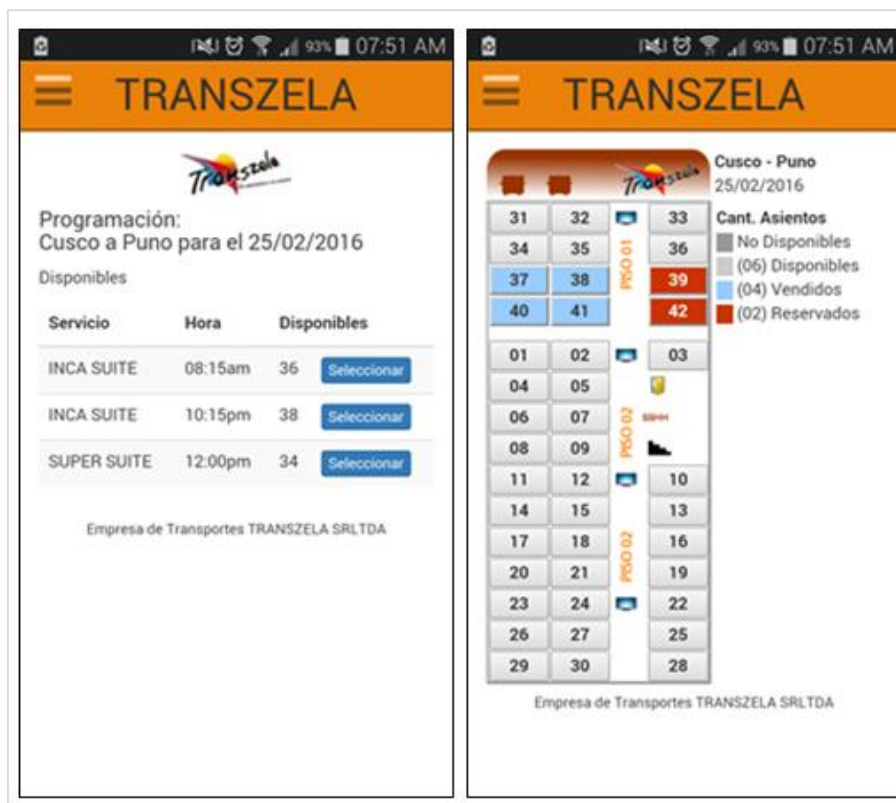 93% 07:51 AM
TRANSZELA
Transzela
Programación:
Cusco a Puno para el 25/02/2016
Disponibles
Servicio Hora Disponibles
INCA SUITE 08:15am 36 Seleccionar
INCA SUITE 10:15pm 38 Seleccionar
SUPER SUITE 12:00pm 34 Seleccionar
Empresa de Transportes TRANSZELA SRLTDA
93% 07:51 AM
TRANSZELA
Transzela
Cusco - Puno
25/02/2016
Cant. Asientos
No Disponibles
(06) Disponibles
(04) Vendidos
(02) Reservados
31 32 33
34 35 36
PISO 01
37 38 39
40 41 42
01 02 03
04 05
06 07
PISO 02
08 09
11 12 10
14 15 13
17 18 16
PISO 02
20 21 19
23 24 22
26 27 25
29 30 28
Empresa de Transportes TRANSZELA SRLTDA